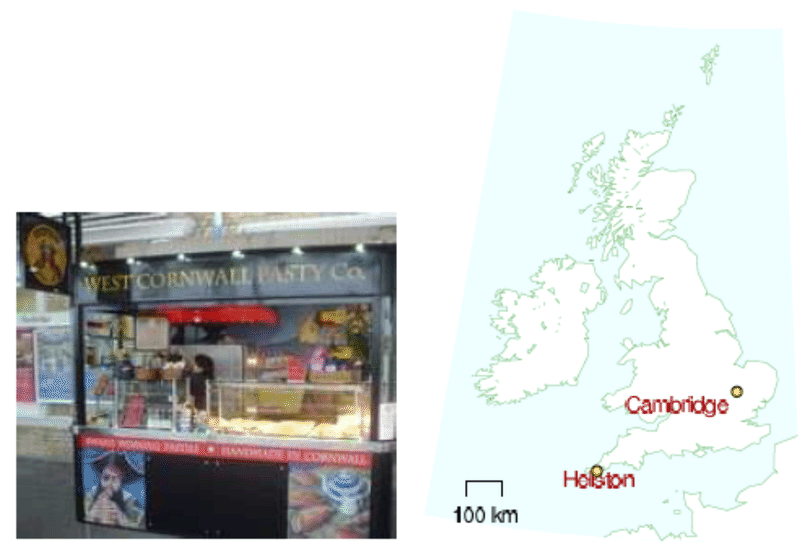 WEST CORNWALL PASTY Co.
AWARD WINNING PASTIES ★ HANDMADE IN CORNWALL
Cambridge
Helston
100 km